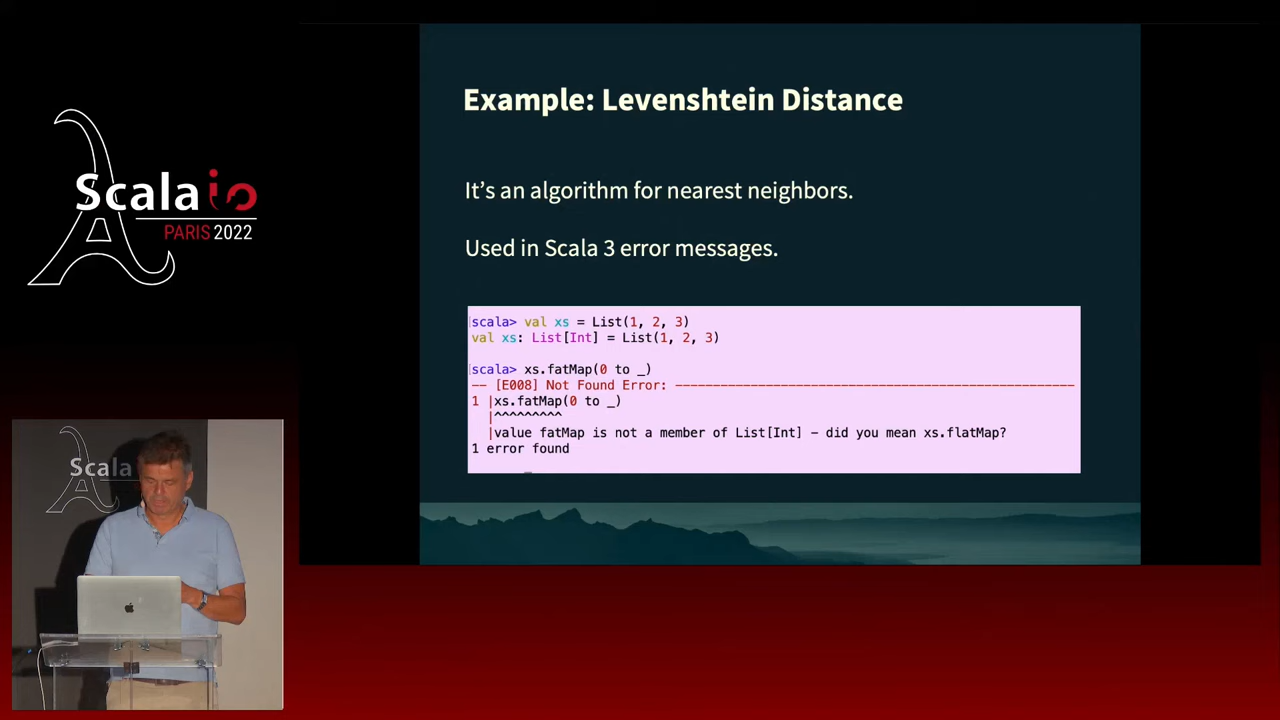 Scala io
PARIS 2022
Example: Levenshtein Distance
It's an algorithm for nearest neighbors.
Used in Scala 3 error messages.
scala> val xs = List(1, 2, 3)
val xs: List[Int] = List(1, 2, 3)
scala> xs.fatMap(0 to _)
-- [E008] Not Found Error: -----------------------------------------------------
1 |xs.fatMap(0 to _)
|^^^^^^^^^
|value fatMap is not a member of List[Int] - did you mean xs.flatMap?
1 error found
Scala